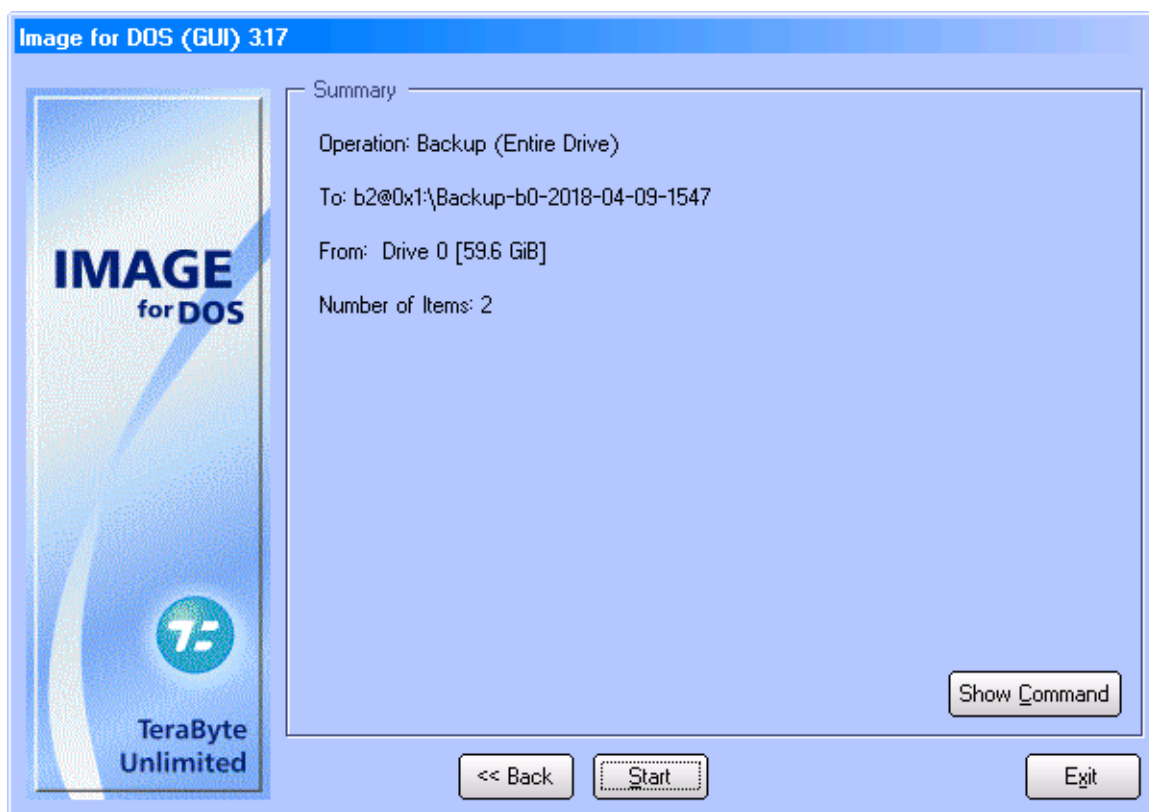 Image for DOS (GUI) 3.17
IMAGE
for DOS
TeraByte
Unlimited
Summary
Operation: Backup (Entire Drive)
To: b2@0x1:\Backup-b0-2018-04-09-1547
From: Drive 0 [59.6 GiB]
Number of Items: 2
Show Command
<< Back
Start
Exit